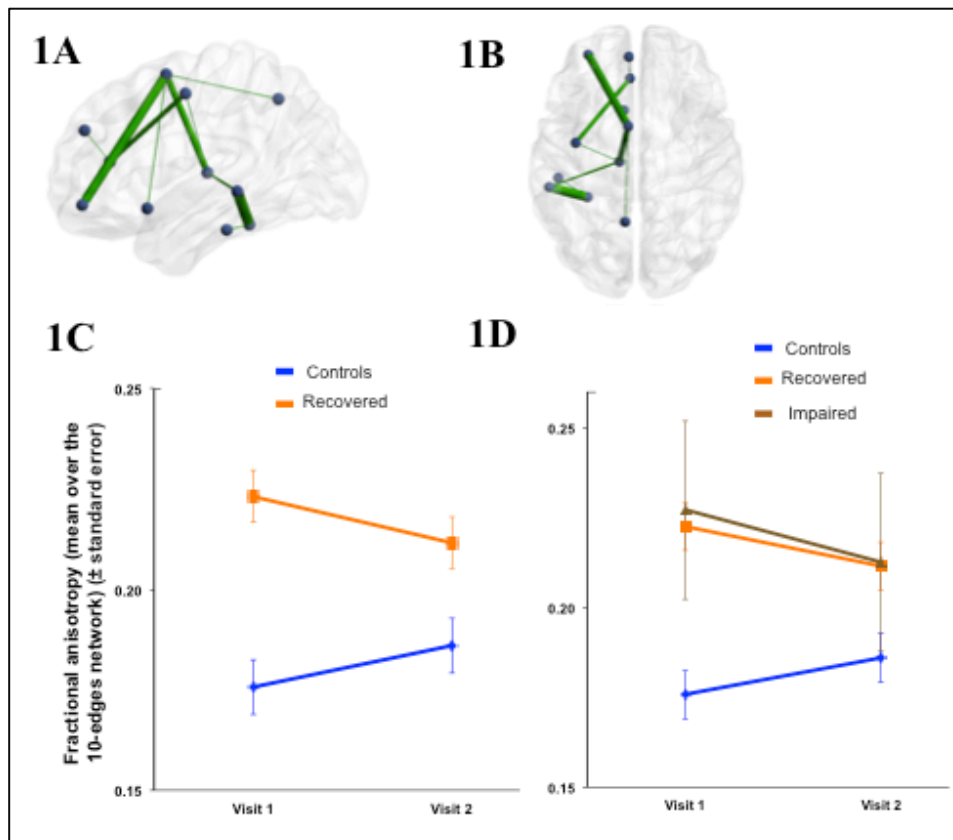 1A
1B
1C
Controls
Recovered
Fractional anisotropy (mean over the
10-edges network) (± standard error)
0.25
0.20
0.15
Visit 1
Visit 2
1D
Controls
Recovered
Impaired
0.25
0.20
0.15
Visit 1
Visit 2